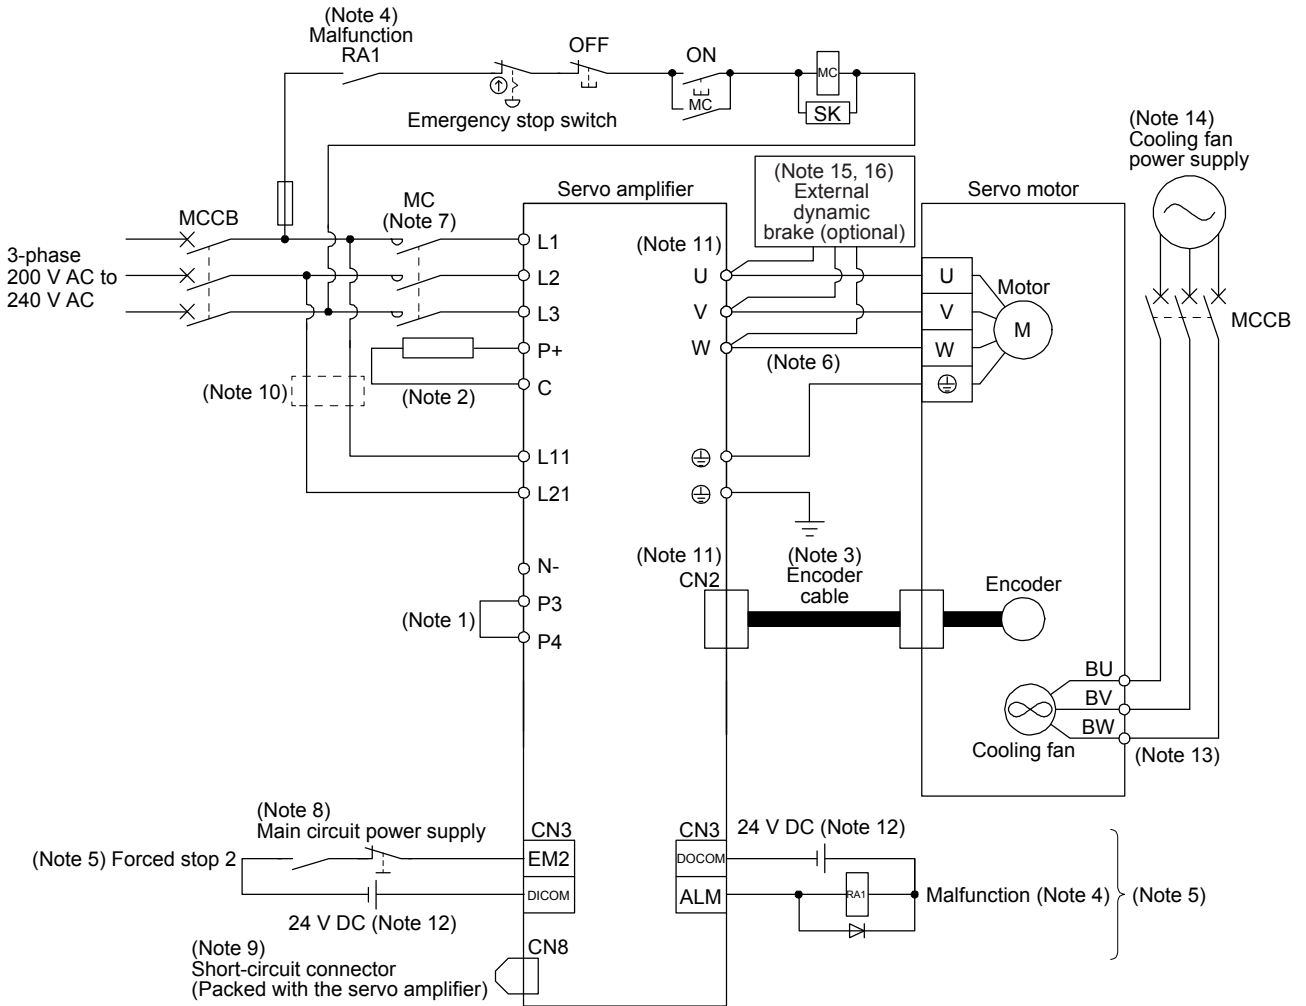 (Note 4)
Malfunction
RA1
OFF
ON
MC
MC
SK
Emergency stop switch
(Note 14)
Cooling fan
power supply
MCCB
3-phase
200 V AC to
240 V AC
MCCB
MC
(Note 7)
Servo amplifier
L1
L2
L3
P+
C
(Note 2)
(Note 10)
L11
L21
N-
P3
P4
(Note 1)
(Note 11)
U
V
W
(Note 15, 16)
External
dynamic
brake (optional)
(Note 6)
Servo motor
U
V
W
Motor
M
(Note 11)
CN2
(Note 3)
Encoder
cable
Encoder
BU
BV
BW
Cooling fan
(Note 13)
(Note 8)
Main circuit power supply
(Note 5) Forced stop 2
24 V DC (Note 12)
CN3
EM2
DICOM
CN3
DOCOM
ALM
24 V DC (Note 12)
RA1
Malfunction (Note 4)
(Note 5)
(Note 9)
Short-circuit connector
(Packed with the servo amplifier)
CN8